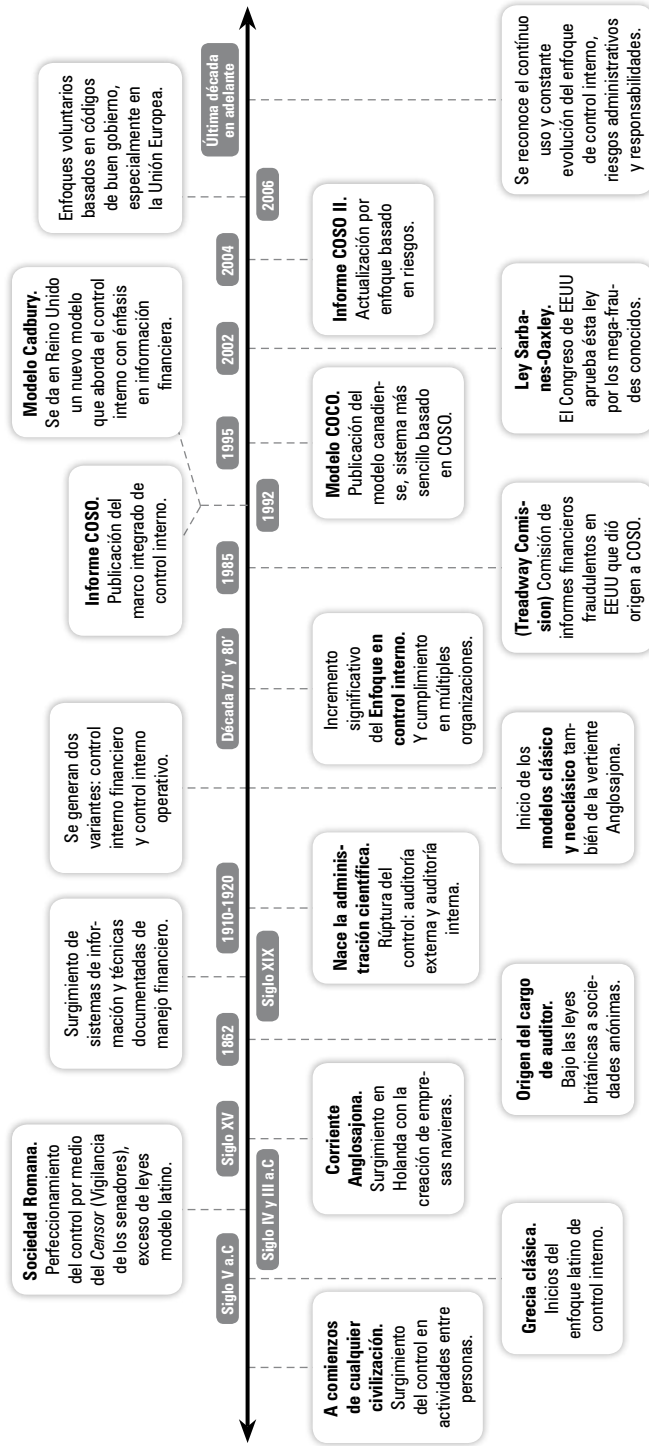 Sociedad Romana.
Perfeccionamiento
del control por medio
del Censor (Vigilancia
de los senadores),
exceso de leyes
modelo latino.
Surgimiento de
sistemas de infor-
mación y técnicas
documentadas de
manejo financiero.
Se generan dos
variantes: control
interno financiero
y control interno
operativo.
Informe COSO.
Publicación del
marco integrado de
control interno.
Modelo Cadbury.
Se da en Reino Unido
un nuevo modelo
que aborda el control
interno con énfasis
en información
financiera.
Enfoques voluntarios
basados en códigos
de buen gobierno,
especialmente en
la Unión Europea.
Siglo V a.C
Siglo IV y III a.C
Siglo XV
1862
Siglo XIX
1910-1920
Década 70’ y 80’
1985
1992
1995
2002
2004
2006
Última década
en adelante
A comienzos
de cualquier
civilización.
Surgimiento
del control en
actividades entre
personas.
Corriente
Anglosajona.
Surgimiento en
Holanda con la
creación de empre-
sas navieras.
Nace la adminis-
tración científica.
Rúptura del
control: auditoría
externa y auditoría
interna.
Incremento
significativo
del Enfoque en
control interno.
Y cumplimiento
en múltiples
organizaciones.
Modelo COCO.
Publicación del
modelo canadien-
se, sistema más
sencillo basado
en COSO.
Informe COSO II.
Actualización por
enfoque basado
en riesgos.
Grecia clásica.
Inicios del
enfoque latino de
control interno.
Origen del cargo
de auditor.
Bajo las leyes
británicas a socie-
dades anónimas.
Inicio de los
modelos clásico
y neoclásico tam-
bién de la vertiente
Anglosajona.
(Treadway Comis-
sion) Comisión de
informes financieros
fraudulentos en
EEUU que dió
origen a COSO.
Ley Sarba-
nes-Oaxley.
El Congreso de EEUU
aprueba ésta ley
por los mega-frau-
des conocidos.
Se reconoce el contínuo
uso y constante
evolución del enfoque
de control interno,
riesgos administrativos
y responsabilidades.